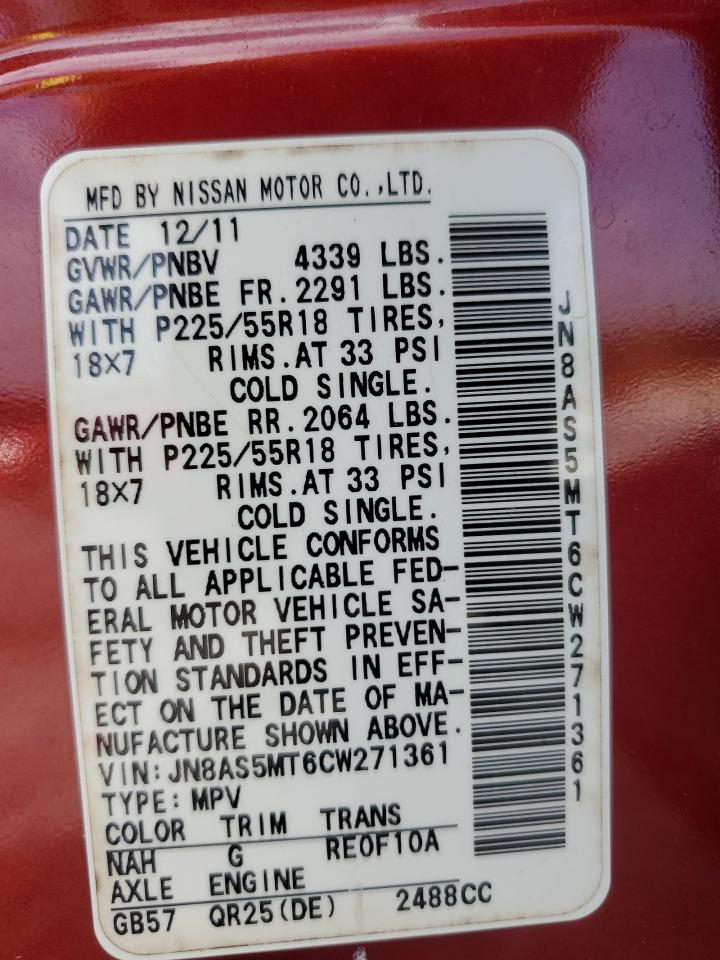 MFD BY NISSAN MOTOR CO.,LTD.
DATE 12/11
GVWR/PNBV 4339 LBS.
GAWR/PNBE FR.2291 LBS.
WITH P225/55R18 TIRES,
18X7 RIMS.AT 33 PSI
COLD SINGLE.
GAWR/PNBE RR.2064 LBS.
WITH P225/55R18 TIRES,
18X7 RIMS.AT 33 PSI
COLD SINGLE.
THIS VEHICLE CONFORMS
TO ALL APPLICABLE FED-
ERAL MOTOR VEHICLE SA-
FETY AND THEFT PREVEN-
TION STANDARDS IN EFF-
ECT ON THE DATE OF MA-
NUFACTURE SHOWN ABOVE.
VIN:JN8AS5MT6CW271361
TYPE:MPV
COLOR TRIM TRANS
NAH G RE0F10A
AXLE ENGINE
GB57 QR25(DE) 2488CC
JN8AS5MT6CW271361